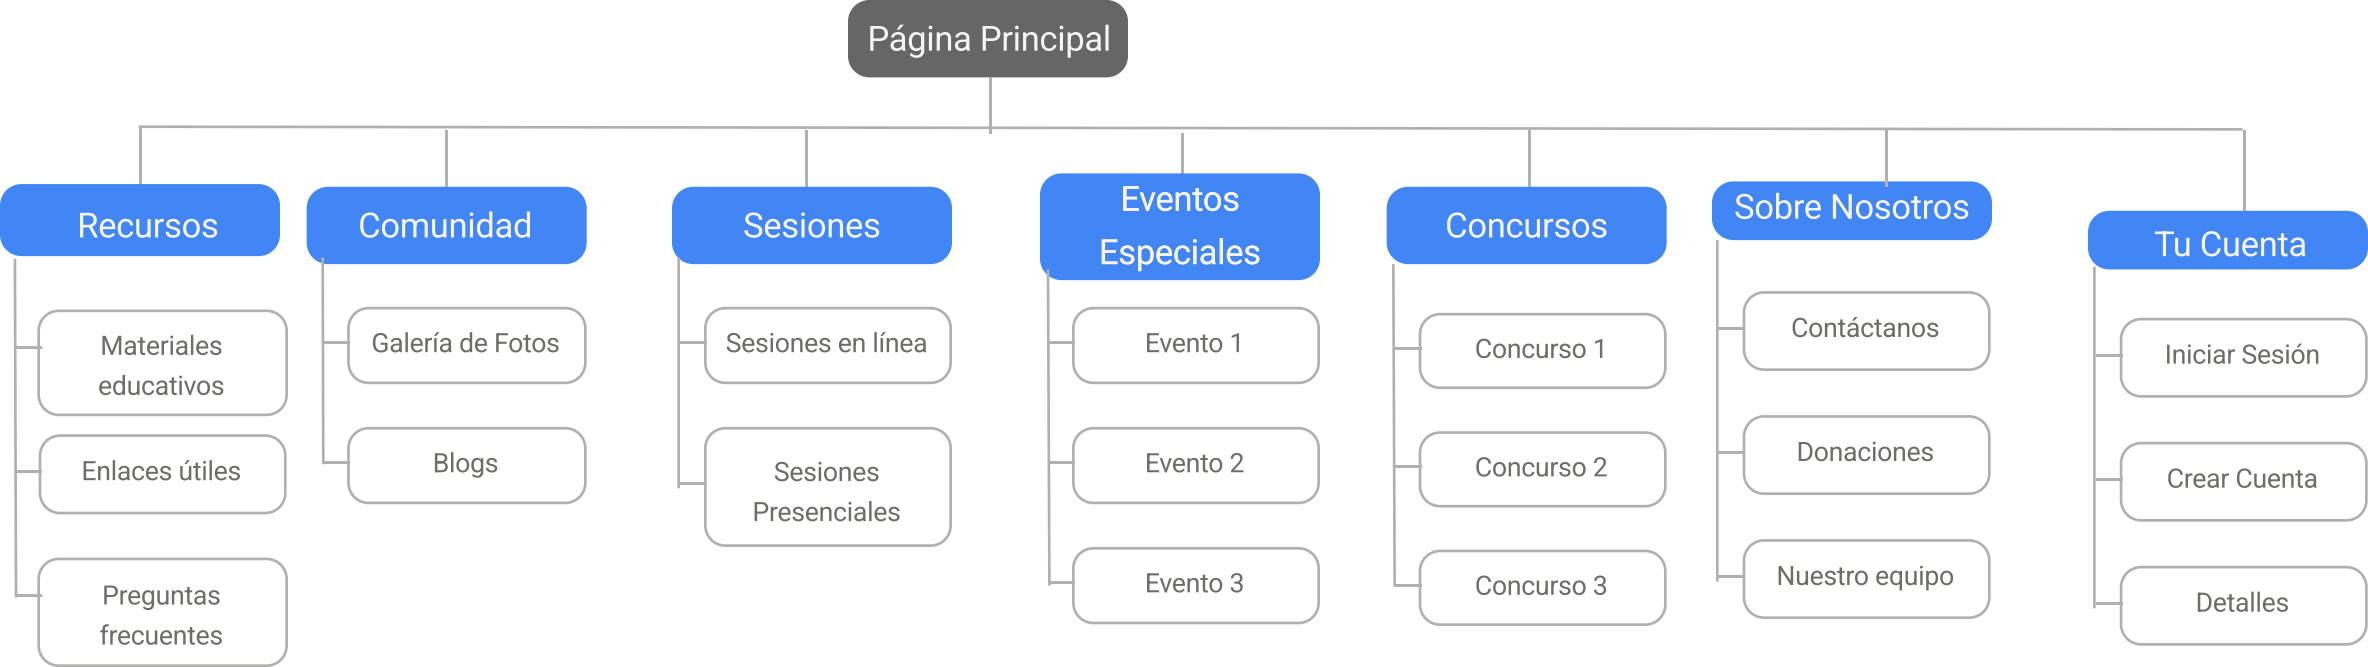 Página Principal
Recursos
Materiales
educativos
Enlaces útiles
Preguntas
frecuentes
Comunidad
Galería de Fotos
Blogs
Sesiones
Sesiones en línea
Sesiones
Presenciales
Eventos
Especiales
Evento 1
Evento 2
Evento 3
Concursos
Concurso 1
Concurso 2
Concurso 3
Sobre Nosotros
Contáctanos
Donaciones
Nuestro equipo
Tu Cuenta
Iniciar Sesión
Crear Cuenta
Detalles